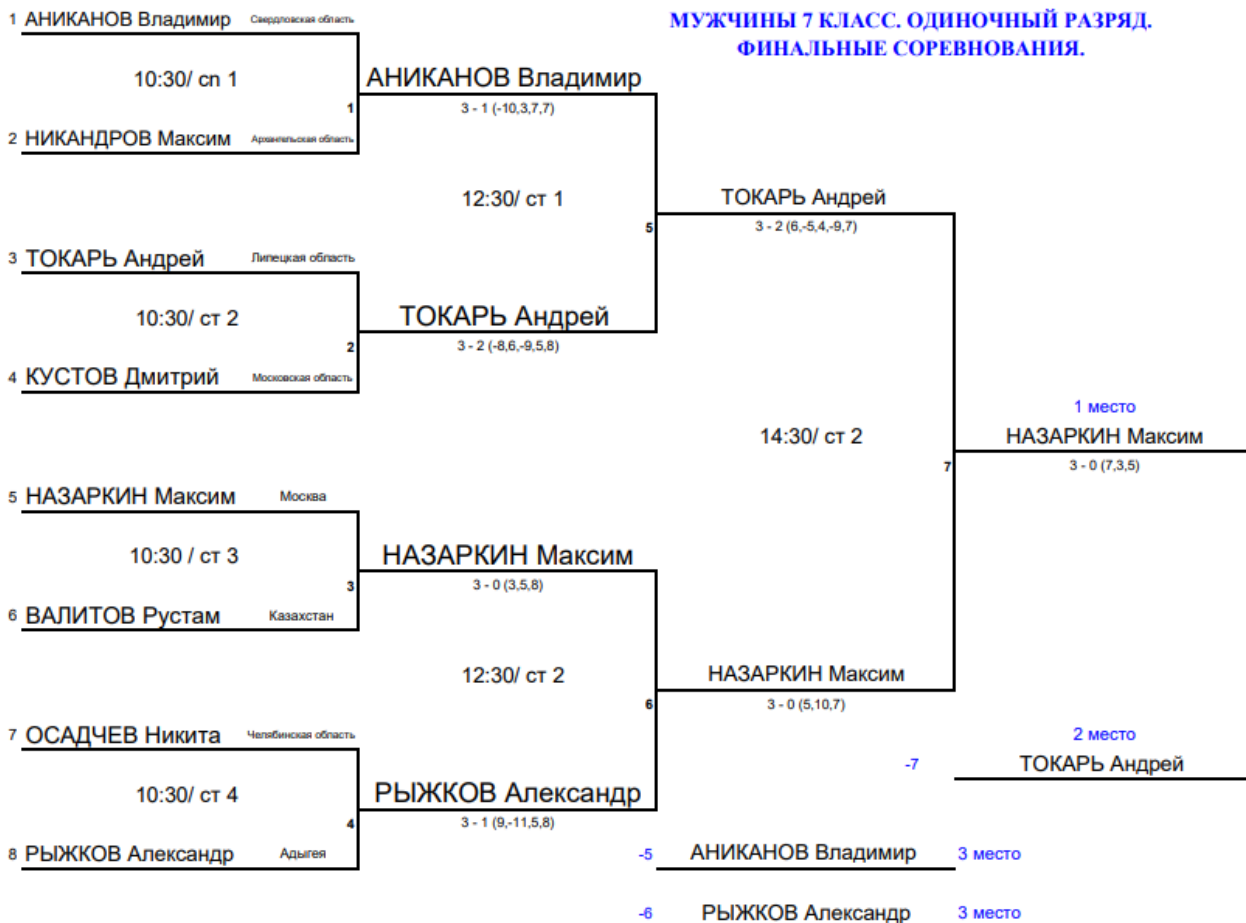 МУЖЧИНЫ 7 КЛАСС. ОДИНОЧНЫЙ РАЗРЯД.
ФИНАЛЬНЫЕ СОРЕВНОВАНИЯ.
1 АНИКАНОВ Владимир Свердловская область
10:30/ сп 1
АНИКАНОВ Владимир
1
3 - 1 (-10,3,7,7)
2 НИКАНДРОВ Максим Архангельская область
12:30/ ст 1
ТОКАРЬ Андрей
5
3 - 2 (6,-5,4,-9,7)
3 ТОКАРЬ Андрей Липецкая область
10:30/ ст 2
ТОКАРЬ Андрей
2
3 - 2 (-8,6,-9,5,8)
4 КУСТОВ Дмитрий Московская область
1 место
14:30/ ст 2
НАЗАРКИН Максим
7
3 - 0 (7,3,5)
5 НАЗАРКИН Максим Москва
10:30 / ст 3
НАЗАРКИН Максим
3
3 - 0 (3,5,8)
6 ВАЛИТОВ Рустам Казахстан
12:30/ ст 2
НАЗАРКИН Максим
6
3 - 0 (5,10,7)
7 ОСАДЧЕВ Никита Челябинская область
2 место
-7 ТОКАРЬ Андрей
10:30/ ст 4
РЫЖКОВ Александр
4
3 - 1 (9,-11,5,8)
8 РЫЖКОВ Александр Адыгея
-5 АНИКАНОВ Владимир 3 место
-6 РЫЖКОВ Александр 3 место